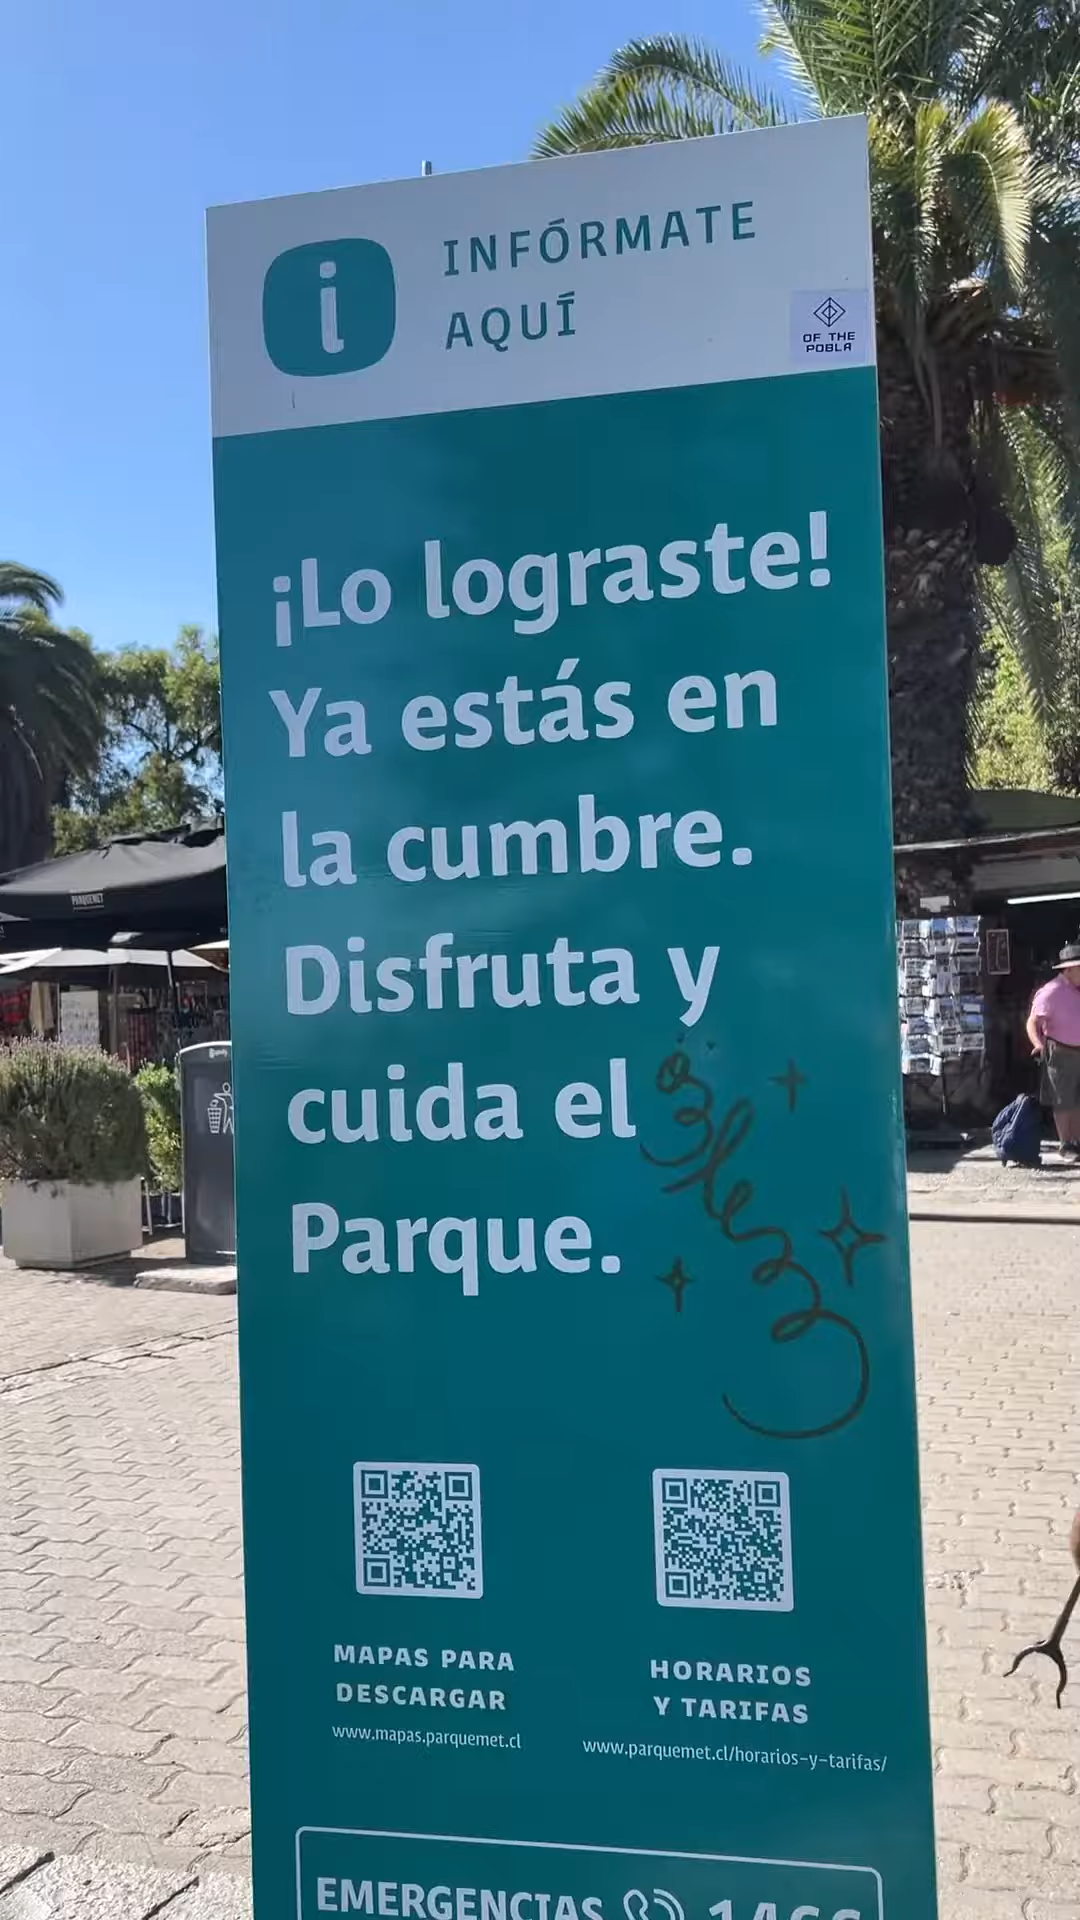 i
INFÓRMATE
AQUÍ
OF THE
POBLA
¡Lo lograste!
Ya estás en
la cumbre.
Disfruta y
cuida el
Parque.
MAPAS PARA
DESCARGAR
www.mapas.parquemet.cl
HORARIOS
Y TARIFAS
www.parquemet.cl/horarios-y-tarifas/
EMERGENCIAS
PARQUEMET